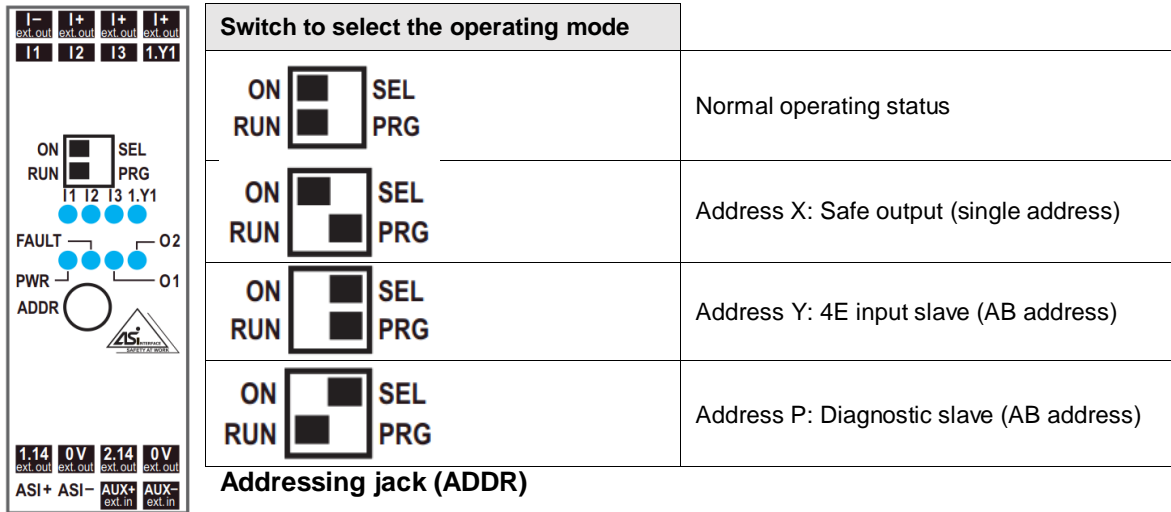 I− I+ I+ I+
ext. out ext. out ext. out ext. out
I1 I2 I3 1.Y1
ON SEL
RUN PRG
I1 I2 I3 1.Y1
FAULT O2
PWR O1
ADDR
ASi INTERFACE
SAFETY AT WORK
1.14 0V 2.14 0V
ext. out ext. out ext. out ext. out
ASI+ ASI− AUX+ AUX−
ext. in ext. in
Switch to select the operating mode
ON SEL
RUN PRG
Normal operating status
ON SEL
RUN PRG
Address X: Safe output (single address)
ON SEL
RUN PRG
Address Y: 4E input slave (AB address)
ON SEL
RUN PRG
Address P: Diagnostic slave (AB address)
Addressing jack (ADDR)